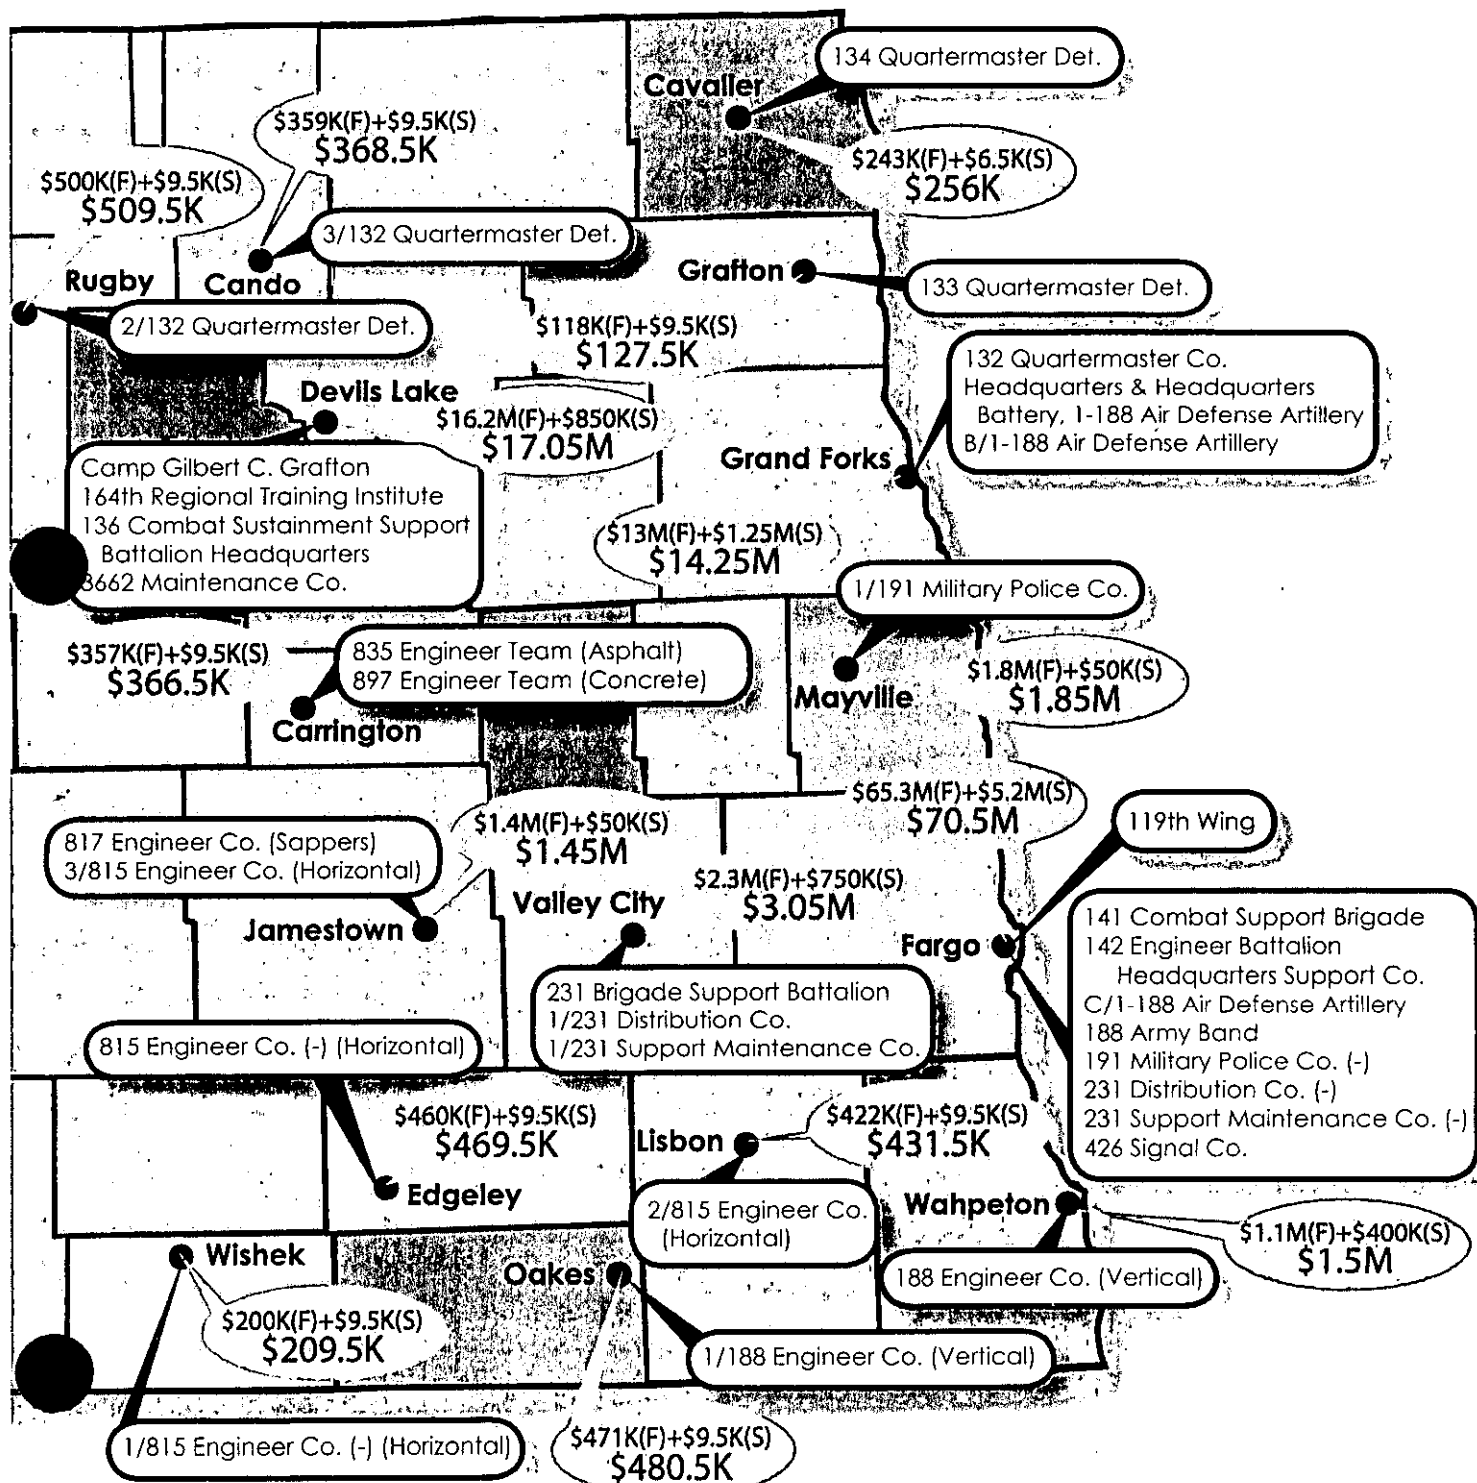 134 Quartermaster Det.
Cavalier
$359K(F)+$9.5K(S)
$368.5K
$243K(F)+$6.5K(S)
$256K
$500K(F)+$9.5K(S)
$509.5K
3/132 Quartermaster Det.
Rugby
Cando
Grafton
133 Quartermaster Det.
2/132 Quartermaster Det.
$118K(F)+$9.5K(S)
$127.5K
132 Quartermaster Co.
Headquarters & Headquarters
Battery, 1-188 Air Defense Artillery
B/1-188 Air Defense Artillery
Devils Lake
$16.2M(F)+$850K(S)
$17.05M
Grand Forks
Camp Gilbert C. Grafton
164th Regional Training Institute
136 Combat Sustainment Support
Battalion Headquarters
3662 Maintenance Co.
$13M(F)+$1.25M(S)
$14.25M
1/191 Military Police Co.
$357K(F)+$9.5K(S)
$366.5K
835 Engineer Team (Asphalt)
897 Engineer Team (Concrete)
Carrington
Mayville
$1.8M(F)+$50K(S)
$1.85M
$65.3M(F)+$5.2M(S)
$70.5M
119th Wing
817 Engineer Co. (Sappers)
3/815 Engineer Co. (Horizontal)
$1.4M(F)+$50K(S)
$1.45M
Jamestown
Valley City
$2.3M(F)+$750K(S)
$3.05M
Fargo
141 Combat Support Brigade
142 Engineer Battalion
Headquarters Support Co.
C/1-188 Air Defense Artillery
188 Army Band
191 Military Police Co. (-)
231 Distribution Co. (-)
231 Support Maintenance Co. (-)
426 Signal Co.
231 Brigade Support Battalion
1/231 Distribution Co.
1/231 Support Maintenance Co.
815 Engineer Co. (-) (Horizontal)
$460K(F)+$9.5K(S)
$469.5K
Edgeley
Lisbon
$422K(F)+$9.5K(S)
$431.5K
2/815 Engineer Co.
(Horizontal)
Wahpeton
$1.1M(F)+$400K(S)
$1.5M
188 Engineer Co. (Vertical)
Wishek
$200K(F)+$9.5K(S)
$209.5K
Oakes
1/188 Engineer Co. (Vertical)
1/815 Engineer Co. (-) (Horizontal)
$471K(F)+$9.5K(S)
$480.5K